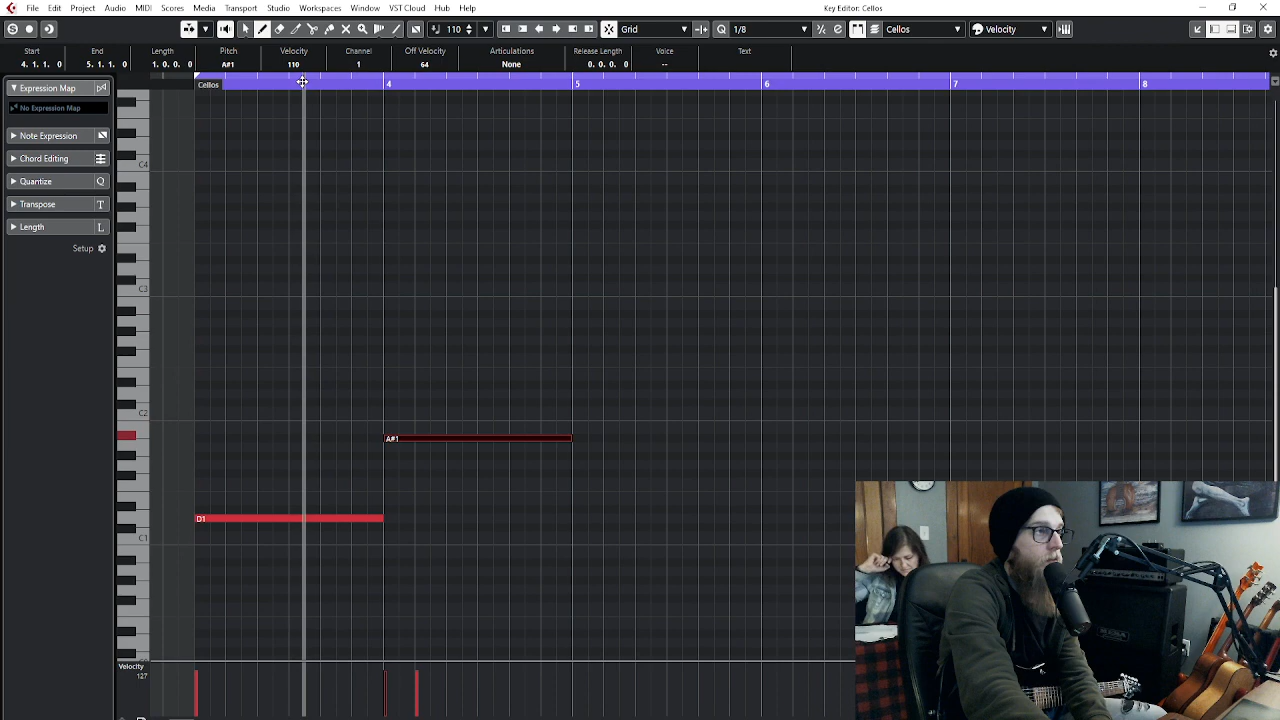 File Edit Project Audio MIDI Scores Media Transport Studio Workspaces Window VST Cloud Hub Help
Key Editor: Cellos
110 Grid 1/8 Cellos Velocity
Start End Length Pitch Velocity Channel Off Velocity Articulations Release Length Voice Text
4. 1. 1. 0 5. 1. 1. 0 1. 0. 0. 0 A#1 110 1 64 None 0. 0. 0. 0 --
Expression Map
No Expression Map
Note Expression
Chord Editing
Quantize Q
Transpose T
Length L
Setup
Cellos 4 5 6 7 8
C4
C3
C2
A#1
D1
C1
Velocity
127